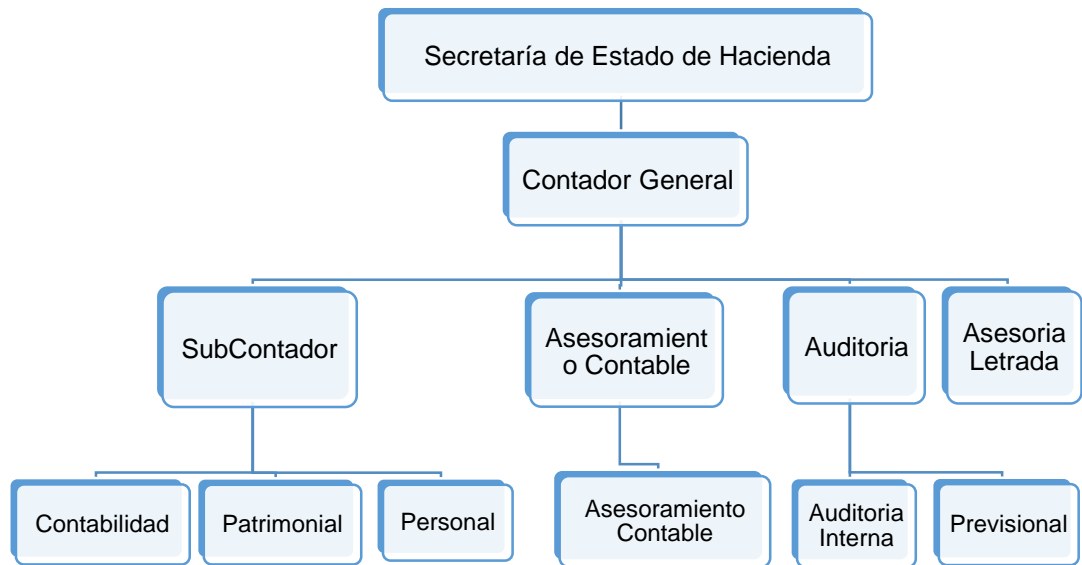 Secretaría de Estado de Hacienda
Contador General
SubContador
Asesoramient
o Contable
Auditoria
Asesoria
Letrada
Contabilidad
Patrimonial
Personal
Asesoramiento
Contable
Auditoria
Interna
Previsional